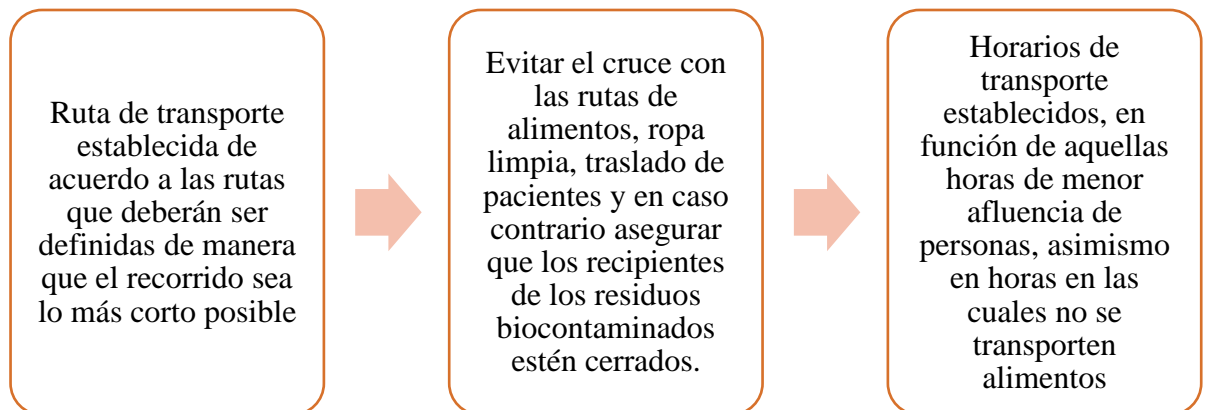 Ruta de transporte
establecida de
acuerdo a las rutas
que deberán ser
definidas de manera
que el recorrido sea
lo más corto posible
Evitar el cruce con
las rutas de
alimentos, ropa
limpia, traslado de
pacientes y en caso
contrario asegurar
que los recipientes
de los residuos
biocontaminados
estén cerrados.
Horarios de
transporte
establecidos, en
función de aquellas
horas de menor
afluencia de
personas, asimismo
en horas en las
cuales no se
transporten
alimentos